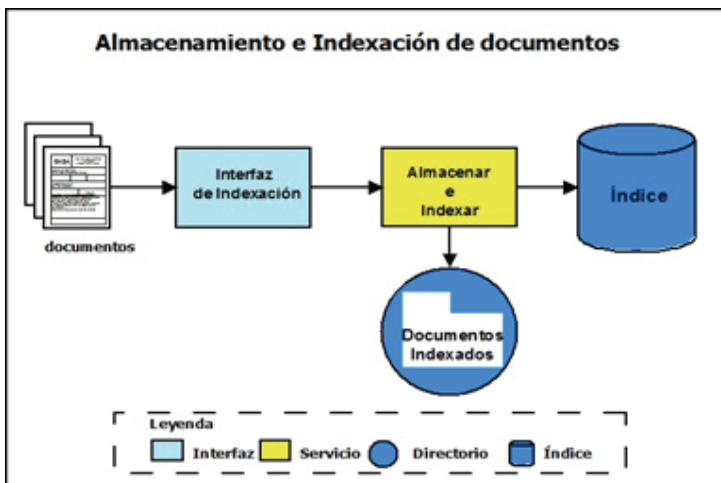 Almacenamiento e Indexación de documentos
documentos
Interfaz
de Indexación
Almacenar
e
Indexar
Índice
Documentos
Indexados
Leyenda
Interfaz
Servicio
Directorio
Índice